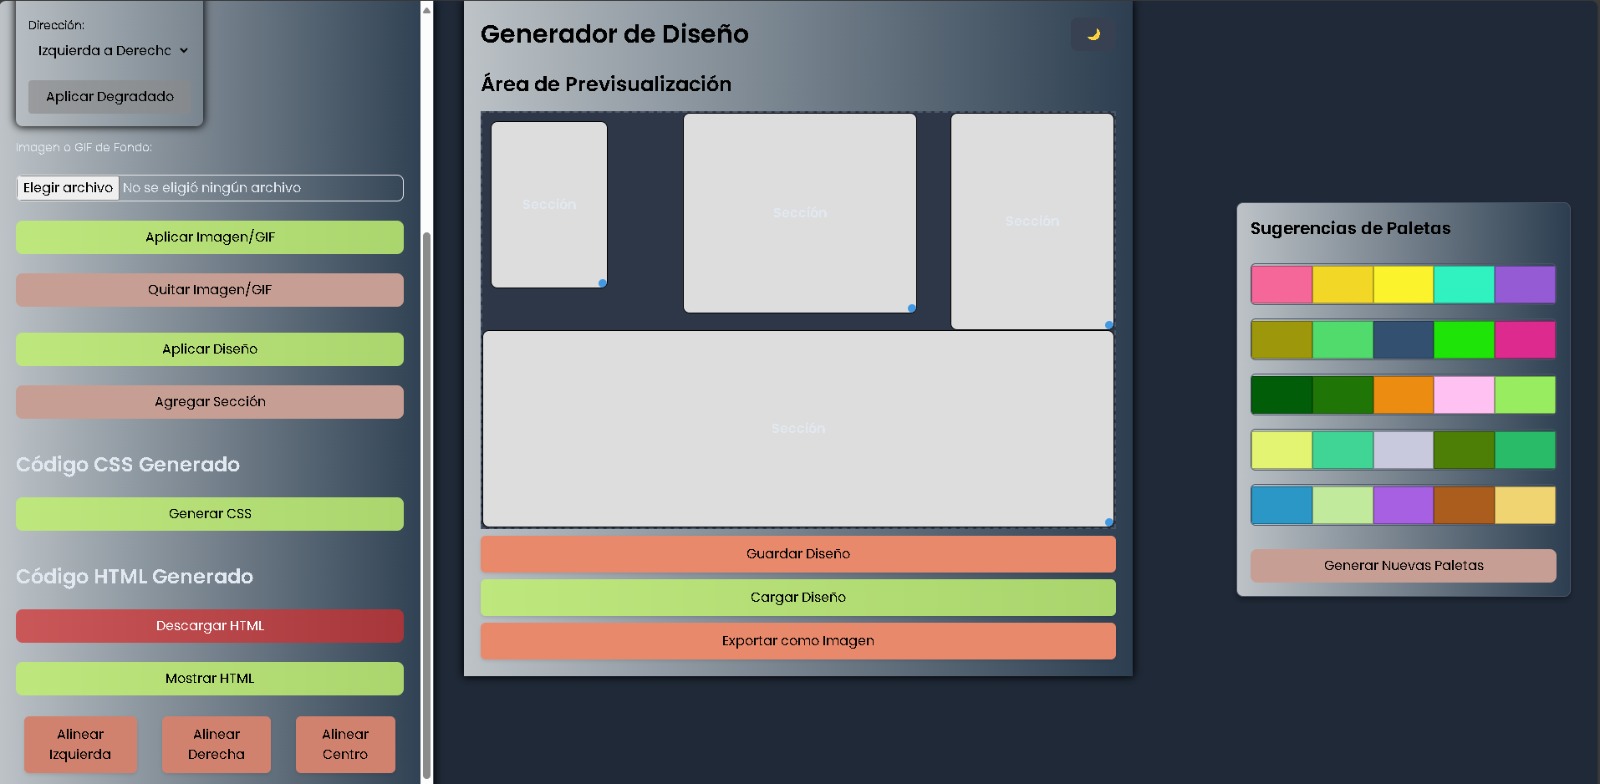 Dirección:
Izquierda a Derech
Aplicar Degradado
Imagen o GIF de Fondo:
Elegir archivo No se eligió ningún archivo
Aplicar Imagen/GIF
Quitar Imagen/GIF
Aplicar Diseño
Agregar Sección
Código CSS Generado
Generar CSS
Código HTML Generado
Descargar HTML
Mostrar HTML
Alinear
Izquierda
Alinear
Derecha
Alinear
Centro
Generador de Diseño
Área de Previsualización
Sección
Sección
Sección
Sección
Guardar Diseño
Cargar Diseño
Exportar como Imagen
Sugerencias de Paletas
Generar Nuevas Paletas